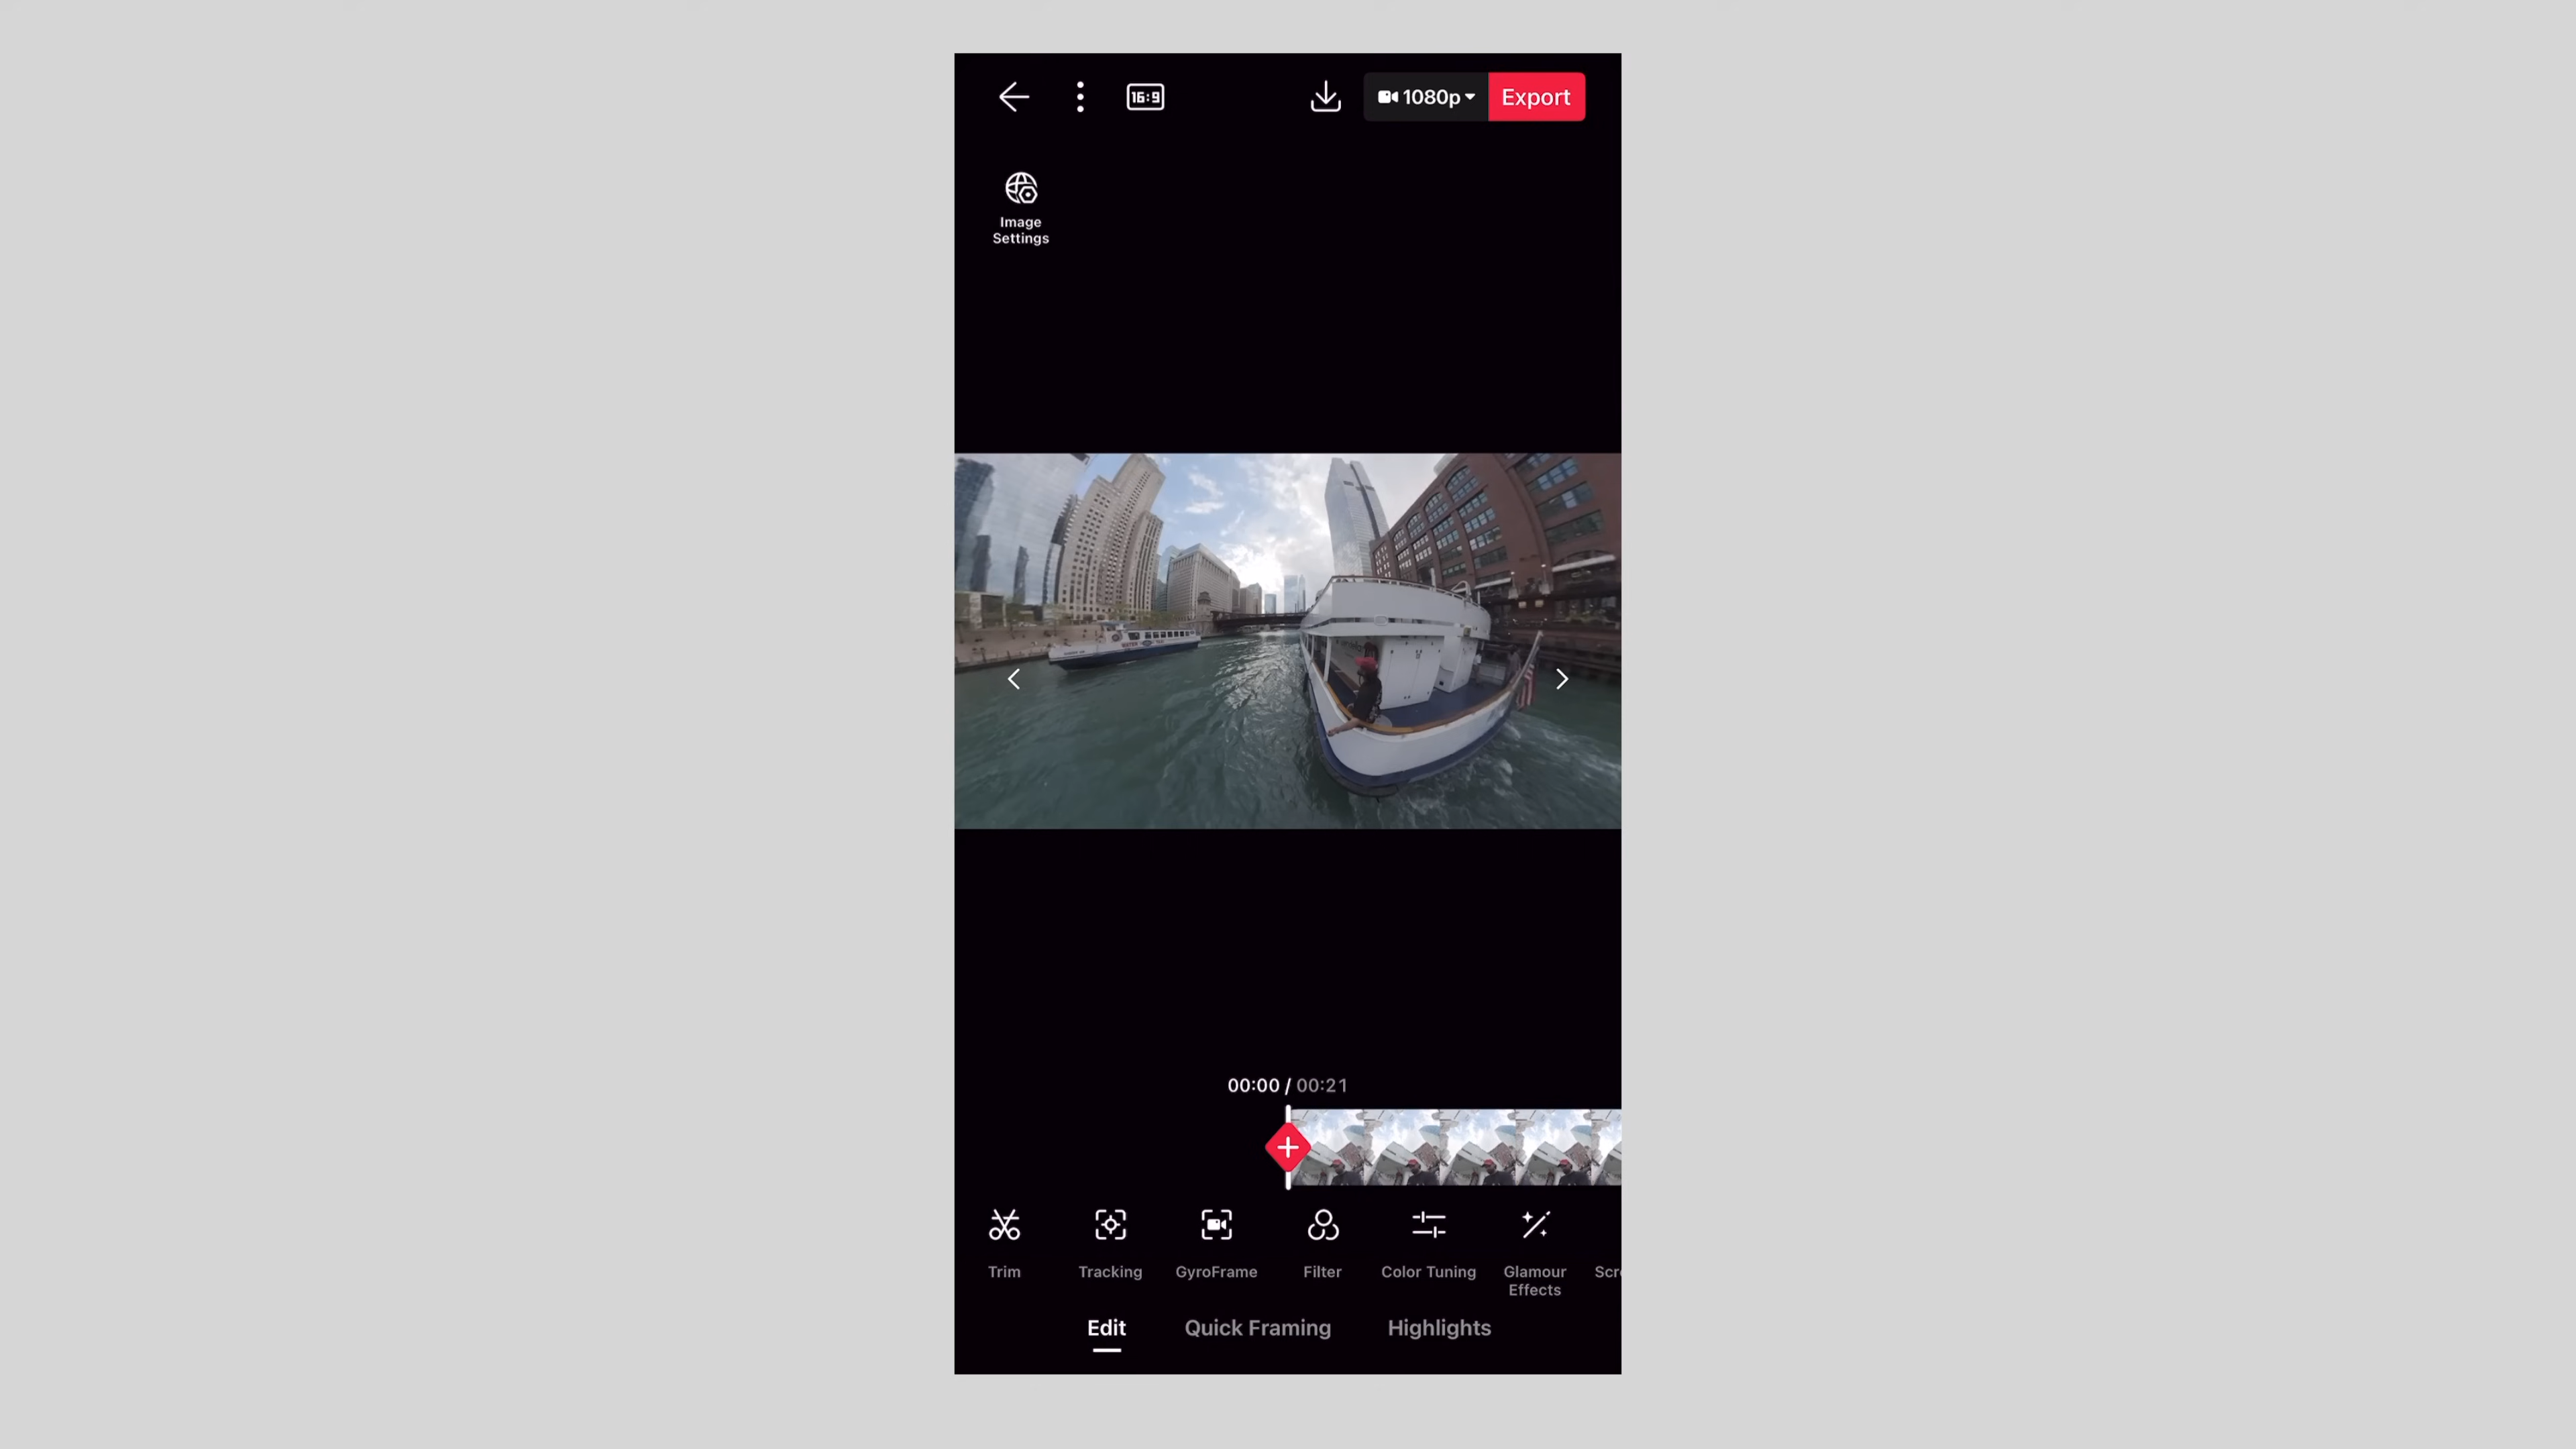 16:9
1080p
Export
Image
Settings
00:00 / 00:21
Trim
Tracking
GyroFrame
Filter
Color Tuning
Glamour
Effects
Scr
Edit
Quick Framing
Highlights